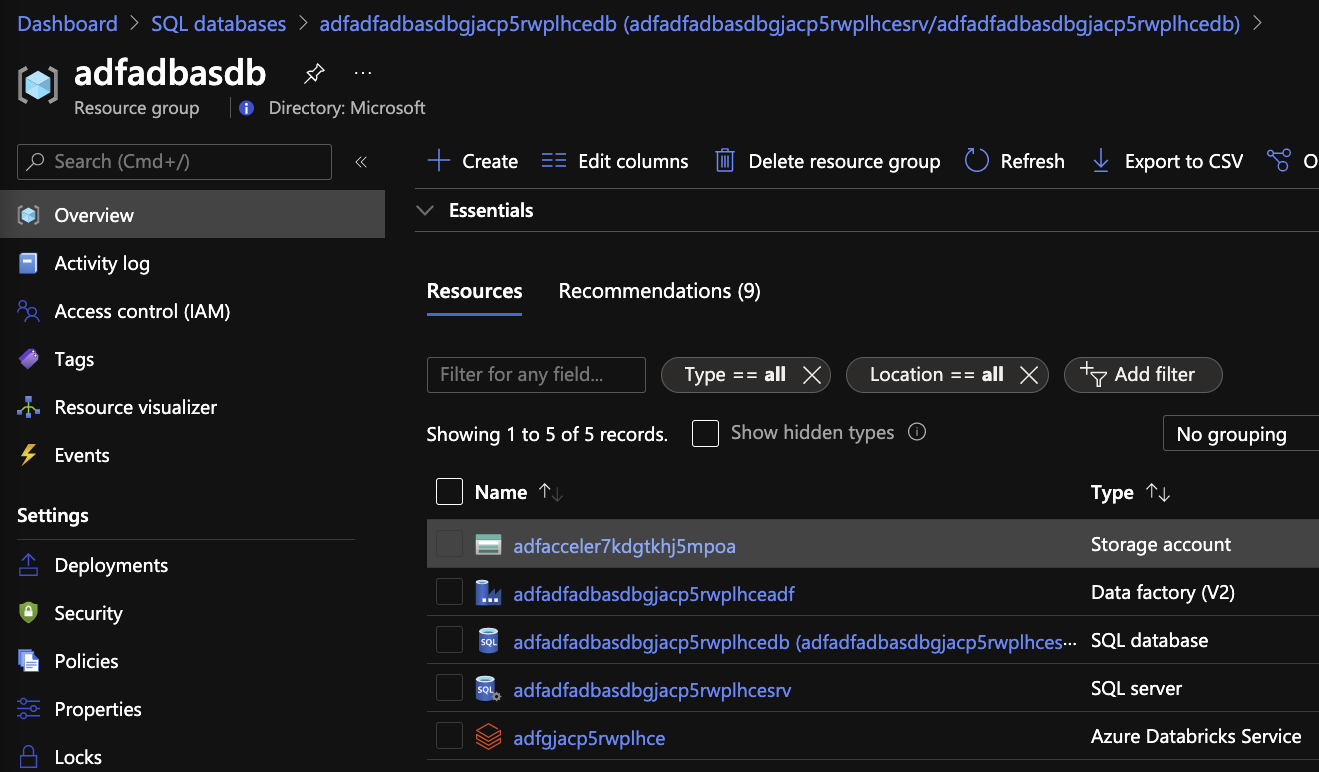 Dashboard > SQL databases > adfadfadbasdbgjacp5rwplhcedb (adfadfadbasdbgjacp5rwplhcesrv/adfadfadbasdbgjacp5rwplhcedb) >
adfadbasdb ...
Resource group Directory: Microsoft
Search (Cmd+/) «
Create Edit columns Delete resource group Refresh Export to CSV O
Overview
Activity log
Access control (IAM)
Tags
Resource visualizer
Events
Settings
Deployments
Security
Policies
Properties
Locks
Essentials
Resources Recommendations (9)
Filter for any field... Type == all Location == all Add filter
Showing 1 to 5 of 5 records. Show hidden types No grouping
Name ↑↓ Type ↑↓
adfacceler7kdgtkhj5mpoa Storage account
adfadfadbasdbgjacp5rwplhceadf Data factory (V2)
adfadfadbasdbgjacp5rwplhcedb (adfadfadbasdbgjacp5rwplhces... SQL database
adfadfadbasdbgjacp5rwplhcesrv SQL server
adfgjacp5rwplhce Azure Databricks Service